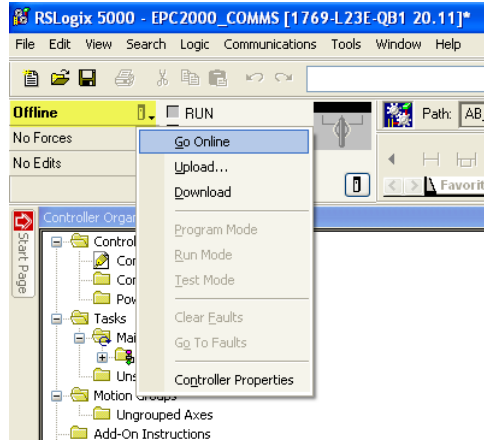 RSLogix 5000 - EPC2000_COMMS [1769-L23E-QB1 20.11]*
File Edit View Search Logic Communications Tools Window Help
Offline RUN Path: AB_
No Forces
No Edits
Go Online
Upload...
Download
Program Mode
Run Mode
Test Mode
Clear Faults
Go To Faults
Controller Properties
Favorit
Start Page
Controller Organ
Control
Con
Con
Pow
Tasks
Mai
Uns
Motion Groups
Ungrouped Axes
Add-On Instructions